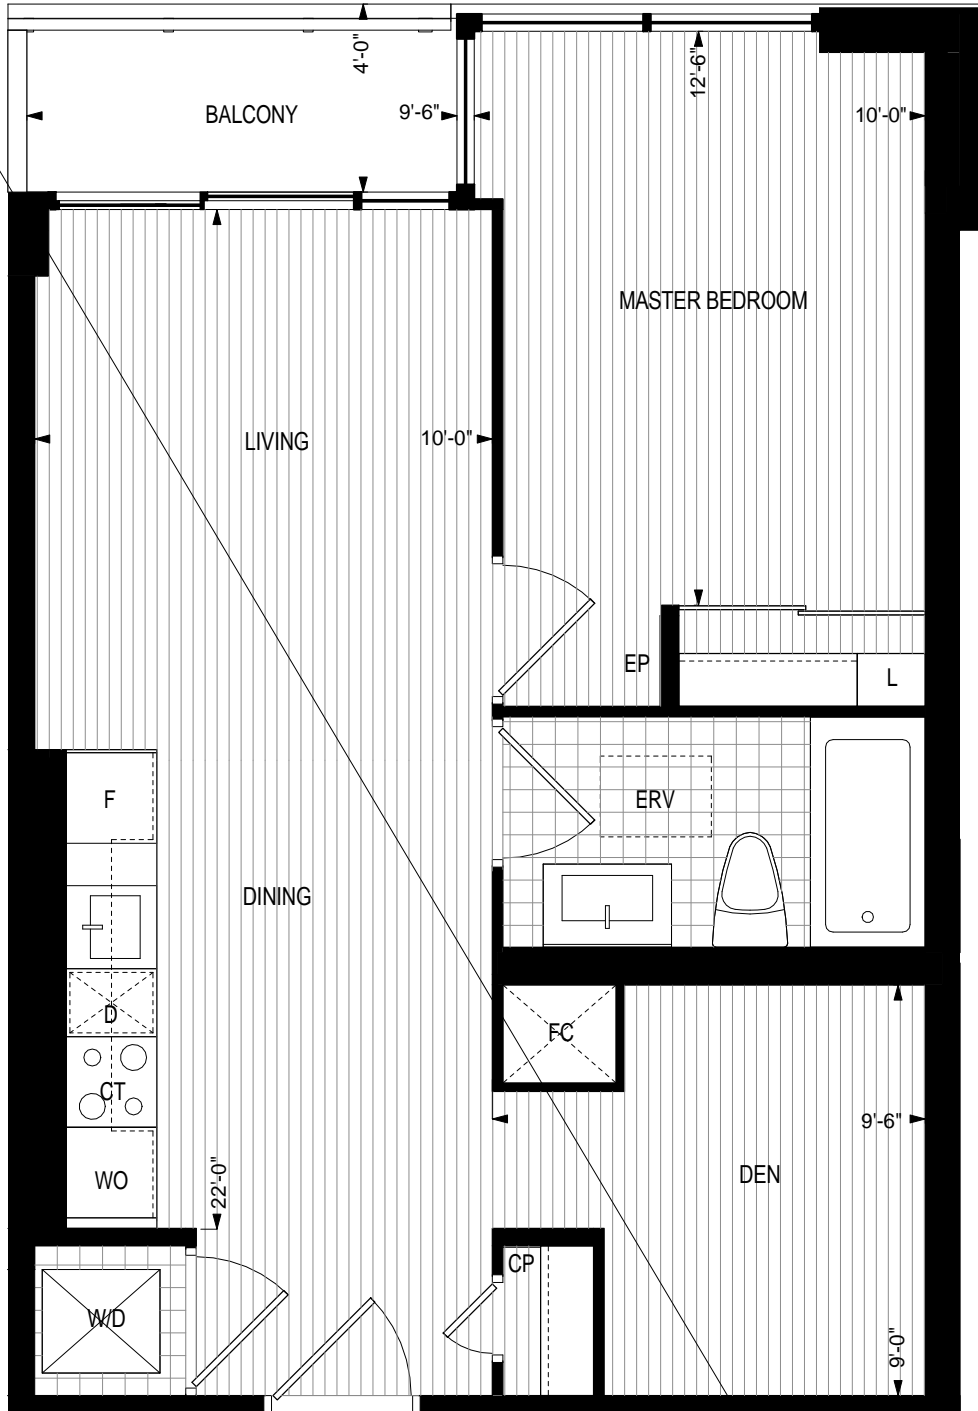 4'-0"
12'-6"
BALCONY
9'-6"
10'-0"
MASTER BEDROOM
LIVING
10'-0"
EP
L
F
ERV
DINING
D
FC
CT
9'-6"
WO
DEN
22'-0"
CP
W/D
9'-0"